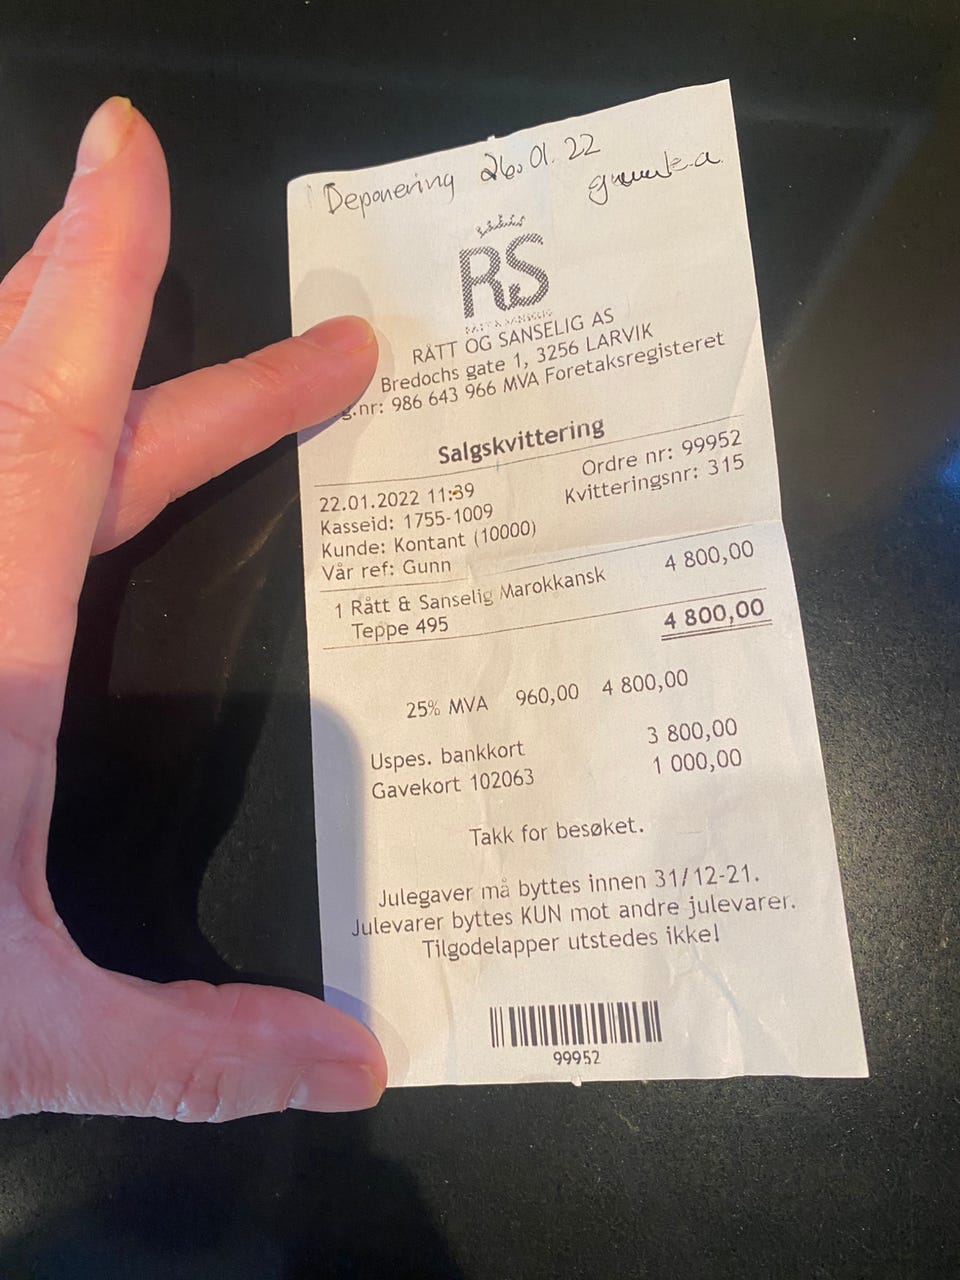 Deponering 26.01.22
RS
RÅTT OG SANSELIG AS
Bredochs gate 1, 3256 LARVIK
g.nr: 986 643 966 MVA Foretaksregisteret
Salgskvittering
Ordre nr: 99952
22.01.2022 11:39 Kvitteringsnr: 315
Kasseid: 1755-1009
Kunde: Kontant (10000)
Vår ref: Gunn
1 Rått & Sanselig Marokkansk 4 800,00
Teppe 495
4 800,00
25% MVA 960,00 4 800,00
Uspes. bankkort 3 800,00
Gavekort 102063 1 000,00
Takk for besøket.
Julegaver må byttes innen 31/12-21.
Julevarer byttes KUN mot andre julevarer.
Tilgodelapper utstedes ikke!
99952